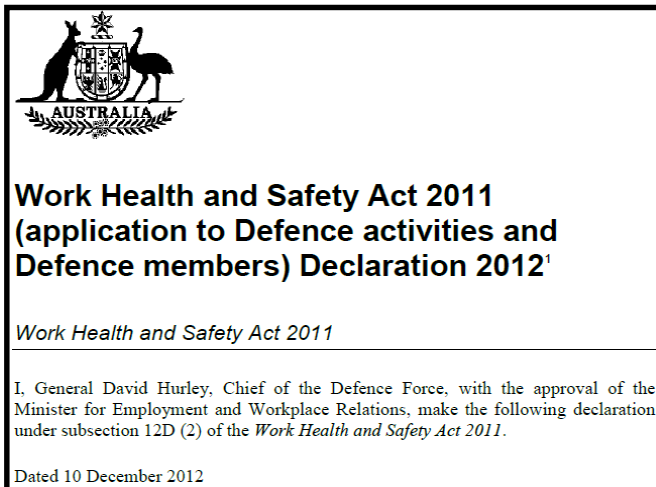 AUSTRALIA
Work Health and Safety Act 2011
(application to Defence activities and
Defence members) Declaration 2012¹
Work Health and Safety Act 2011
I, General David Hurley, Chief of the Defence Force, with the approval of the
Minister for Employment and Workplace Relations, make the following declaration
under subsection 12D (2) of the Work Health and Safety Act 2011.
Dated 10 December 2012